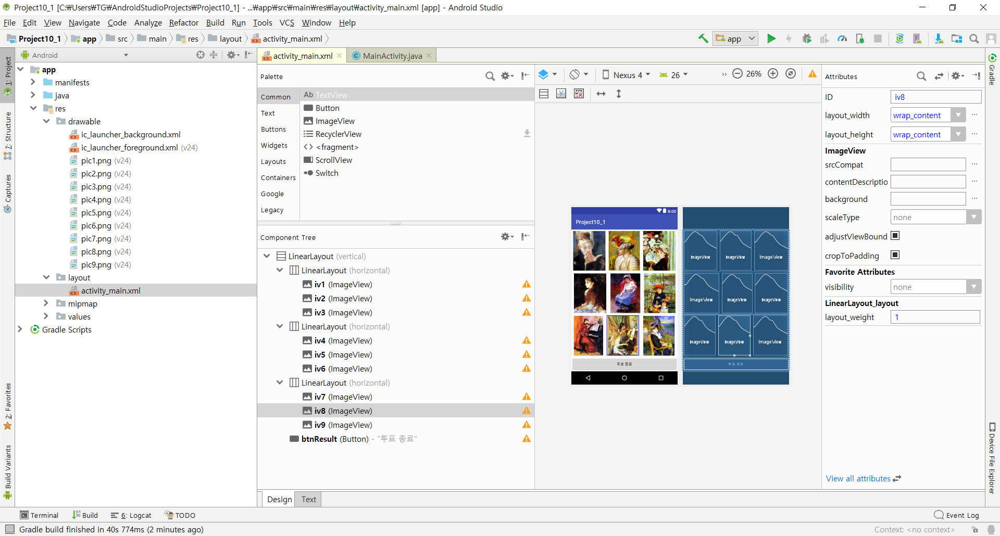 Project10_1 [C:₩Users₩TG₩AndroidStudioProjects₩Project10_1] - ...₩app₩src₩main₩res₩layout₩activity_main.xml [app] - Android Studio
File Edit View Navigate Code Analyze Refactor Build Run Tools VCS Window Help
Project10_1 app src main res layout activity_main.xml
app
1: Project
7: Structure
Captures
2: Favorites
Build Variants
Android
app
manifests
java
res
drawable
ic_launcher_background.xml
ic_launcher_foreground.xml (v24)
pic1.png (v24)
pic2.png (v24)
pic3.png (v24)
pic4.png (v24)
pic5.png (v24)
pic6.png (v24)
pic7.png (v24)
pic8.png (v24)
pic9.png (v24)
layout
activity_main.xml
mipmap
values
Gradle Scripts
activity_main.xml
MainActivity.java
Palette
Common
Text
Buttons
Widgets
Layouts
Containers
Google
Legacy
Ab TextView
Button
ImageView
RecyclerView
<fragment>
ScrollView
Switch
Component Tree
LinearLayout (vertical)
LinearLayout (horizontal)
iv1 (ImageView)
iv2 (ImageView)
iv3 (ImageView)
LinearLayout (horizontal)
iv4 (ImageView)
iv5 (ImageView)
iv6 (ImageView)
LinearLayout (horizontal)
iv7 (ImageView)
iv8 (ImageView)
iv9 (ImageView)
btnResult (Button) - "투표 종료"
Design Text
Nexus 4 26 26%
8:00
Project10_1
투표 종료
ImageView ImageView ImageView
ImageView ImageView ImageView
ImageView ImageView ImageView
투표 종료
Attributes
ID iv8
layout_width wrap_content
layout_height wrap_content
ImageView
srcCompat
contentDescriptio
background
scaleType none
adjustViewBound
cropToPadding
Favorite Attributes
visibility none
LinearLayout_layout
layout_weight 1
View all attributes
Gradle
Device File Explorer
Terminal Build 6: Logcat TODO Event Log
Gradle build finished in 40s 774ms (2 minutes ago) Context: <no context>